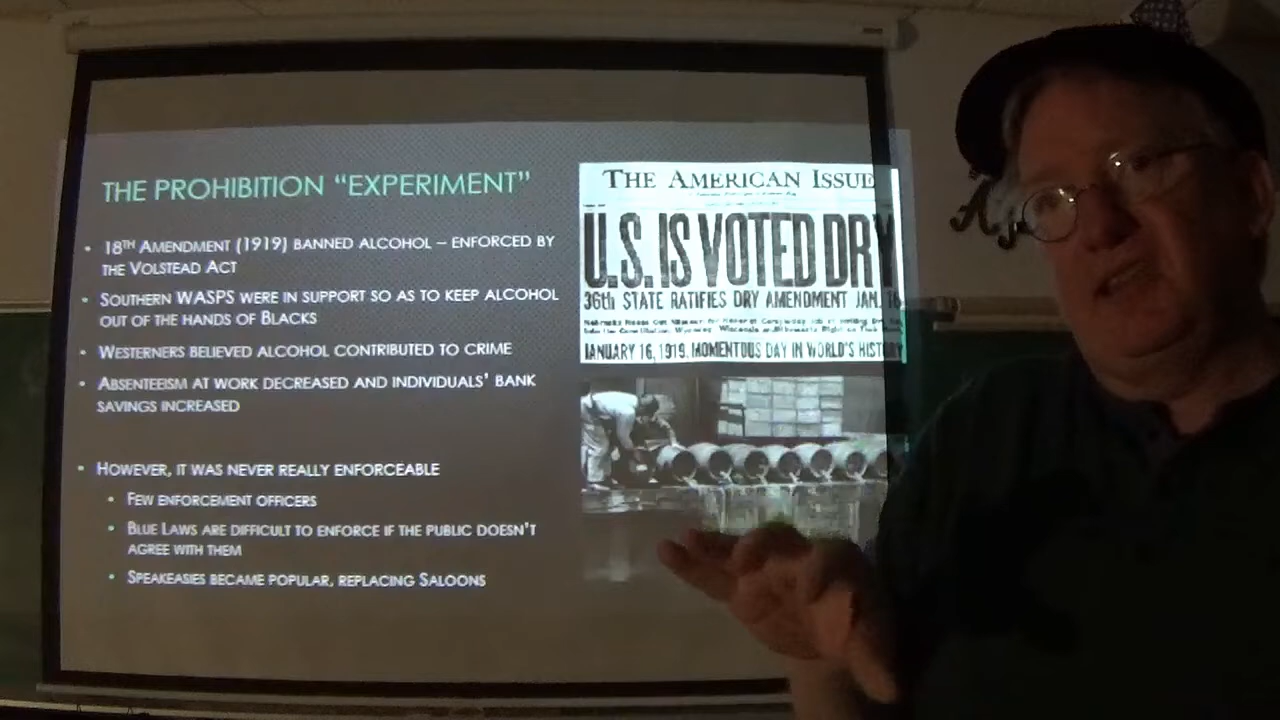 THE PROHIBITION “EXPERIMENT”
• 18TH AMENDMENT (1919) BANNED ALCOHOL – ENFORCED BY
THE VOLSTEAD ACT
• SOUTHERN WASPS WERE IN SUPPORT SO AS TO KEEP ALCOHOL
OUT OF THE HANDS OF BLACKS
• WESTERNERS BELIEVED ALCOHOL CONTRIBUTED TO CRIME
• ABSENTEEISM AT WORK DECREASED AND INDIVIDUALS’ BANK
SAVINGS INCREASED
• HOWEVER, IT WAS NEVER REALLY ENFORCEABLE
• FEW ENFORCEMENT OFFICERS
• BLUE LAWS ARE DIFFICULT TO ENFORCE IF THE PUBLIC DOESN’T
AGREE WITH THEM
• SPEAKEASIES BECAME POPULAR, REPLACING SALOONS
THE AMERICAN ISSUE
U.S. IS VOTED DRY
36th STATE RATIFIES DRY AMENDMENT JAN. 16
JANUARY 16, 1919, MOMENTOUS DAY IN WORLD'S HISTORY